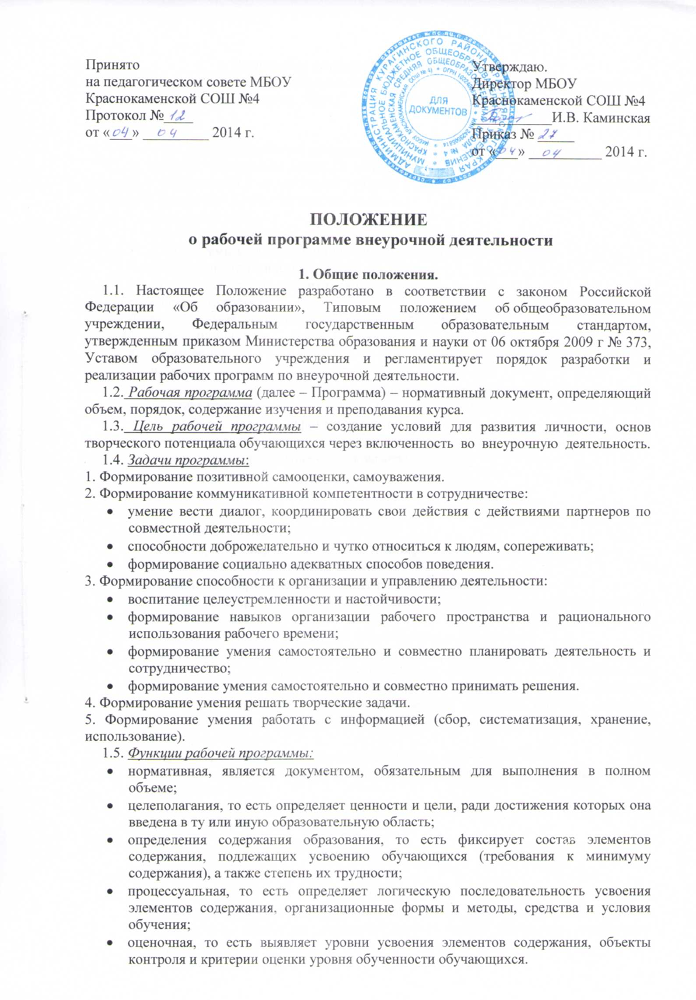 Принято
на педагогическом совете МБОУ
Краснокаменской СОШ №4
Протокол № 12
от «04» 04 2014 г.
Утверждаю.
Директор МБОУ
Краснокаменской СОШ №4
И.В. Каминская
Приказ № 27
от «04» 04 2014 г.
ДЛЯ
ДОКУМЕНТОВ
ПОЛОЖЕНИЕ
о рабочей программе внеурочной деятельности
1. Общие положения.
1.1. Настоящее Положение разработано в соответствии с законом Российской
Федерации «Об образовании», Типовым положением об общеобразовательном
учреждении, Федеральным государственным образовательным стандартом,
утвержденным приказом Министерства образования и науки от 06 октября 2009 г № 373,
Уставом образовательного учреждения и регламентирует порядок разработки и
реализации рабочих программ по внеурочной деятельности.
1.2. Рабочая программа (далее – Программа) – нормативный документ, определяющий
объем, порядок, содержание изучения и преподавания курса.
1.3. Цель рабочей программы – создание условий для развития личности, основ
творческого потенциала обучающихся через включенность во внеурочную деятельность.
1.4. Задачи программы:
1. Формирование позитивной самооценки, самоуважения.
2. Формирование коммуникативной компетентности в сотрудничестве:
• умение вести диалог, координировать свои действия с действиями партнеров по
совместной деятельности;
• способности доброжелательно и чутко относиться к людям, сопереживать;
• формирование социально адекватных способов поведения.
3. Формирование способности к организации и управлению деятельности:
• воспитание целеустремленности и настойчивости;
• формирование навыков организации рабочего пространства и рационального
использования рабочего времени;
• формирование умения самостоятельно и совместно планировать деятельность и
сотрудничество;
• формирование умения самостоятельно и совместно принимать решения.
4. Формирование умения решать творческие задачи.
5. Формирование умения работать с информацией (сбор, систематизация, хранение,
использование).
1.5. Функции рабочей программы:
• нормативная, является документом, обязательным для выполнения в полном
объеме;
• целеполагания, то есть определяет ценности и цели, ради достижения которых она
введена в ту или иную образовательную область;
• определения содержания образования, то есть фиксирует состав элементов
содержания, подлежащих усвоению обучающихся (требования к минимуму
содержания), а также степень их трудности;
• процессуальная, то есть определяет логическую последовательность усвоения
элементов содержания, организационные формы и методы, средства и условия
обучения;
• оценочная, то есть выявляет уровни усвоения элементов содержания, объекты
контроля и критерии оценки уровня обученности обучающихся.